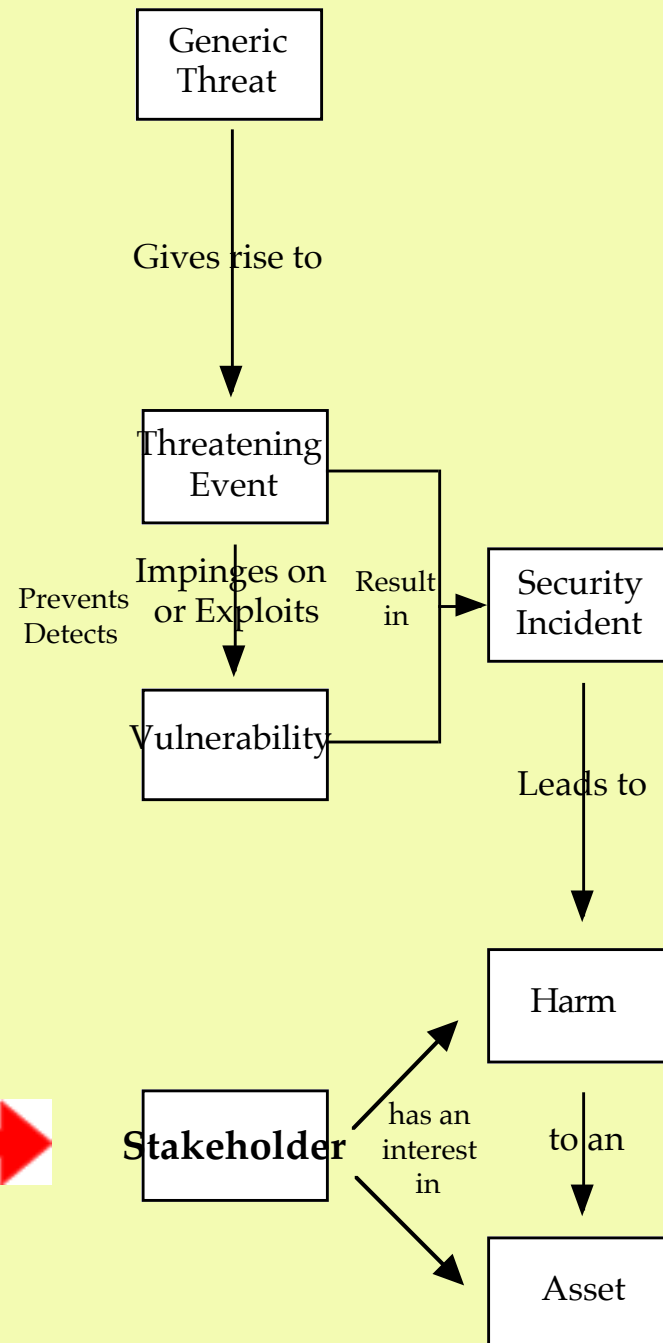 Generic
Threat
Gives rise to
Threatening
Event
Impinges on
or Exploits
Prevents
Detects
Result
in
Security
Incident
Vulnerability
Leads to
Harm
Stakeholder
has an
interest
in
to an
Asset